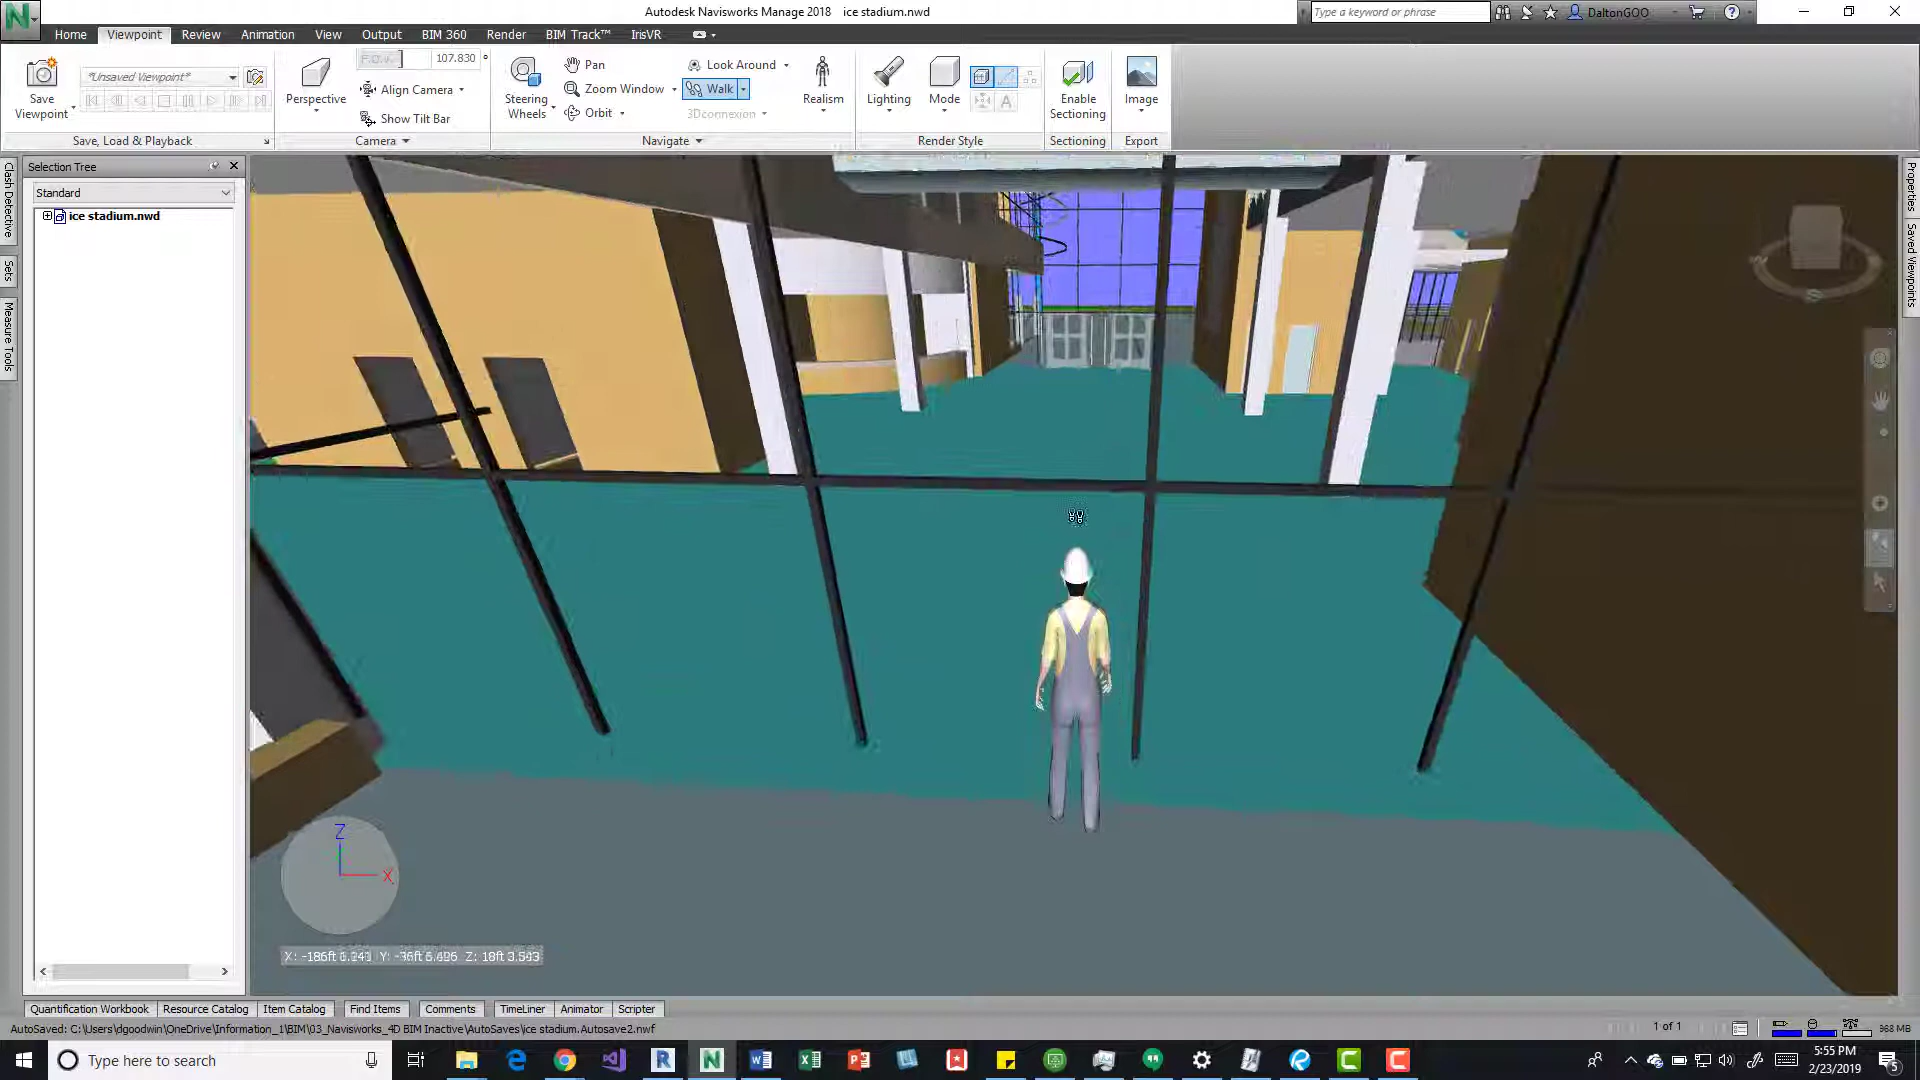 Autodesk Navisworks Manage 2018 ice stadium.nwd
Type a keyword or phrase
DaltonGOO
Home Viewpoint Review Animation View Output BIM 360 Render BIM Track™ IrisVR
Save Viewpoint
*Unsaved Viewpoint*
Save, Load & Playback
Perspective
107.830 °
Align Camera
Show Tilt Bar
Camera
Steering Wheels
Pan
Zoom Window
Orbit
Look Around
Walk
3Dconnexion
Navigate
Realism
Lighting
Mode
Render Style
Enable Sectioning
Sectioning
Image
Export
Selection Tree
Standard
ice stadium.nwd
Clash Detective
Sets
Measure Tools
Properties
Saved Viewpoints
S
Z
X
Quantification Workbook Resource Catalog Item Catalog Find Items Comments TimeLiner Animator Scripter
AutoSaved: C:\Users\dgoodwin\OneDrive\Information_1\BIM\03_Navisworks_4D BIM Inactive\AutoSaves\ice stadium.Autosave2.nwf
1 of 1
968 MB
Type here to search
5:55 PM
2/23/2019
5